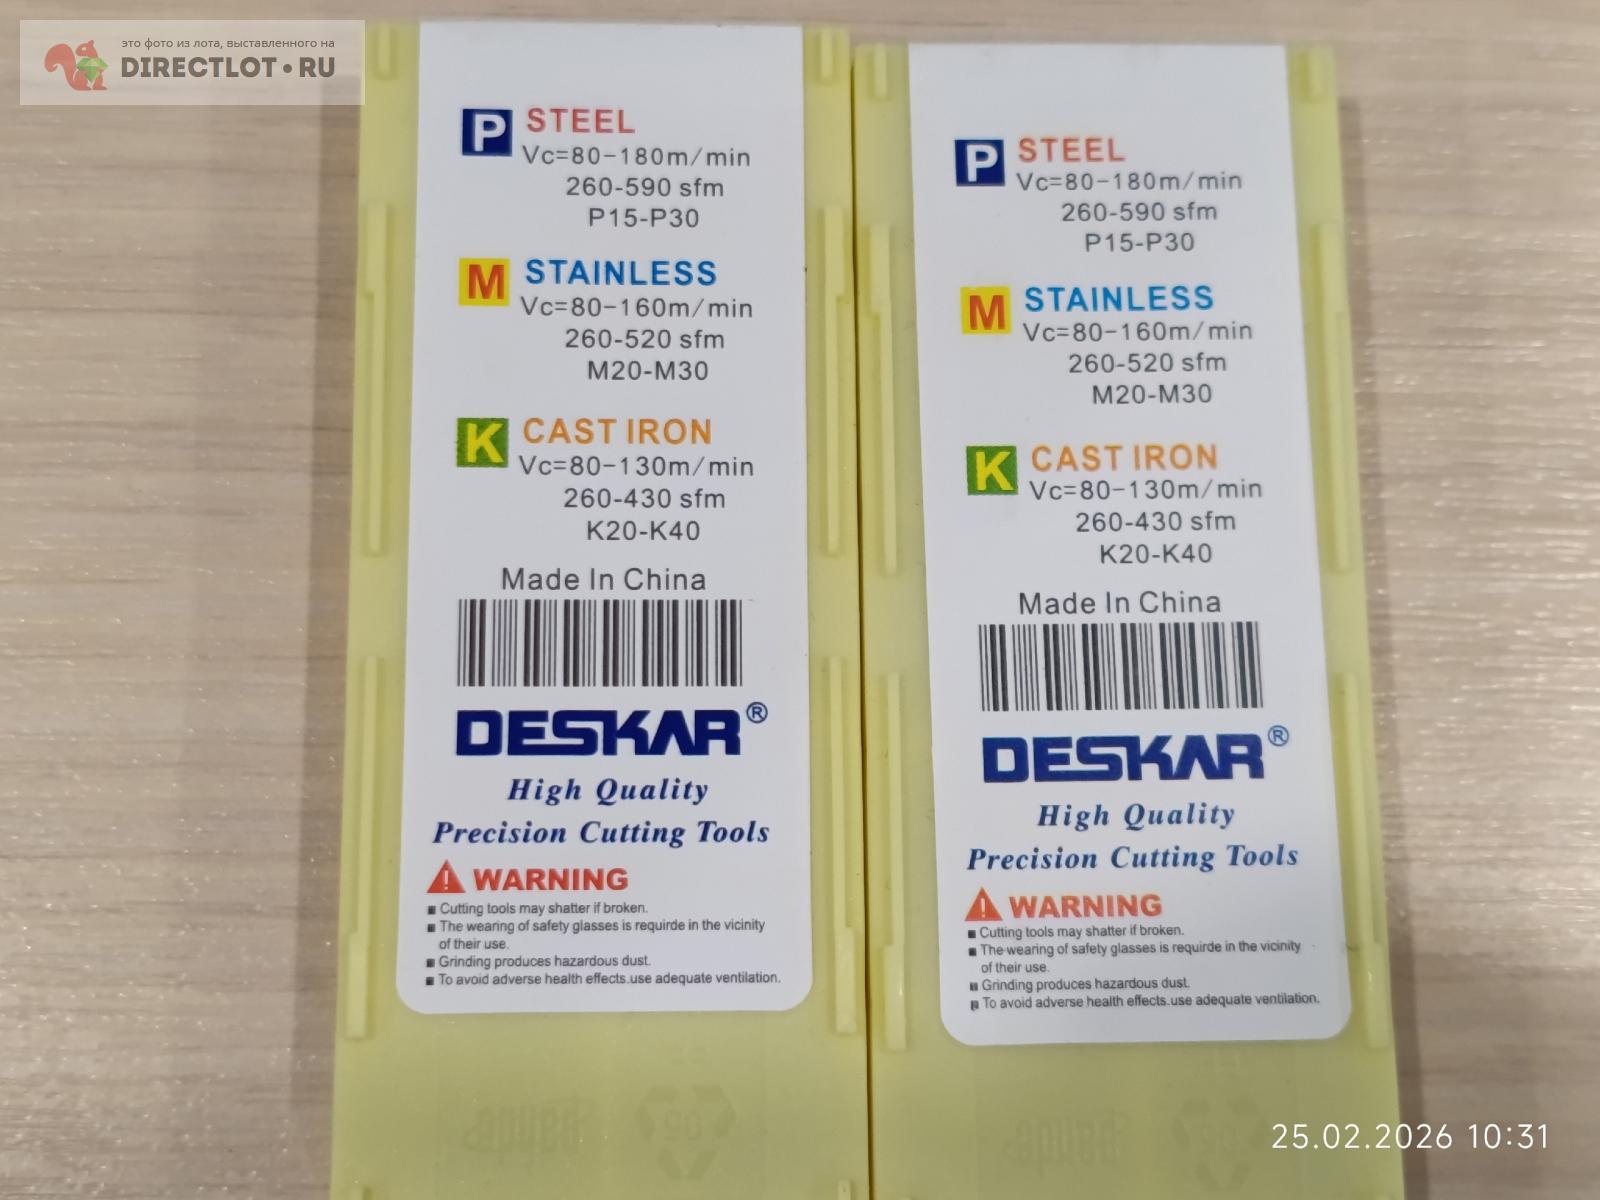 это фото из лота, выставленного на
DIRECTLOT•RU
P STEEL
Vc=80-180m/min
260-590 sfm
P15-P30
M STAINLESS
Vc=80-160m/min
260-520 sfm
M20-M30
K CAST IRON
Vc=80-130m/min
260-430 sfm
K20-K40
Made In China
DESKAR®
High Quality
Precision Cutting Tools
WARNING
Cutting tools may shatter if broken.
The wearing of safety glasses is requirde in the vicinity
of their use.
Grinding produces hazardous dust.
To avoid adverse health effects.use adequate ventilation.
P STEEL
Vc=80-180m/min
260-590 sfm
P15-P30
M STAINLESS
Vc=80-160m/min
260-520 sfm
M20-M30
K CAST IRON
Vc=80-130m/min
260-430 sfm
K20-K40
Made In China
DESKAR®
High Quality
Precision Cutting Tools
WARNING
Cutting tools may shatter if broken.
The wearing of safety glasses is requirde in the vicinity
of their use.
Grinding produces hazardous dust.
To avoid adverse health effects.use adequate ventilation.
25.02.2026 10:31